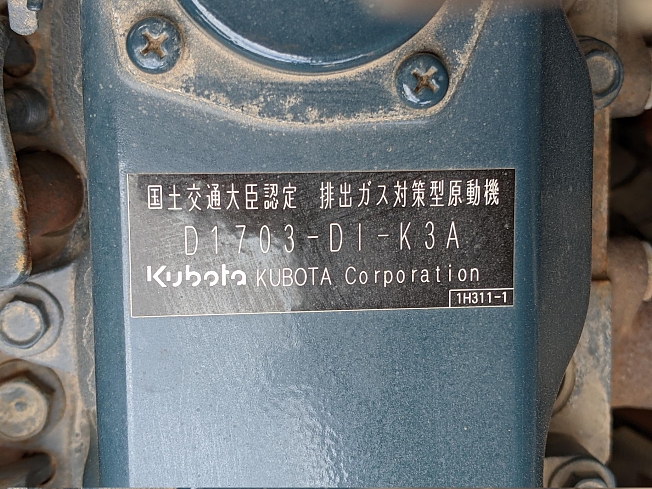 国土交通大臣認定 排出ガス対策型原動機
D1703-DI-K3A
Kubota KUBOTA Corporation
1H311-1